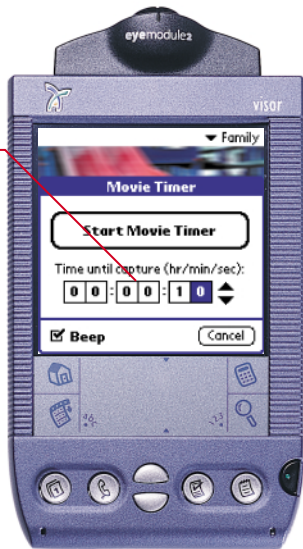 eyemodule2
visor
Family
Movie Timer
Start Movie Timer
Time until capture (hr/min/sec):
0 0 : 0 0 : 1 0
Beep
Cancel